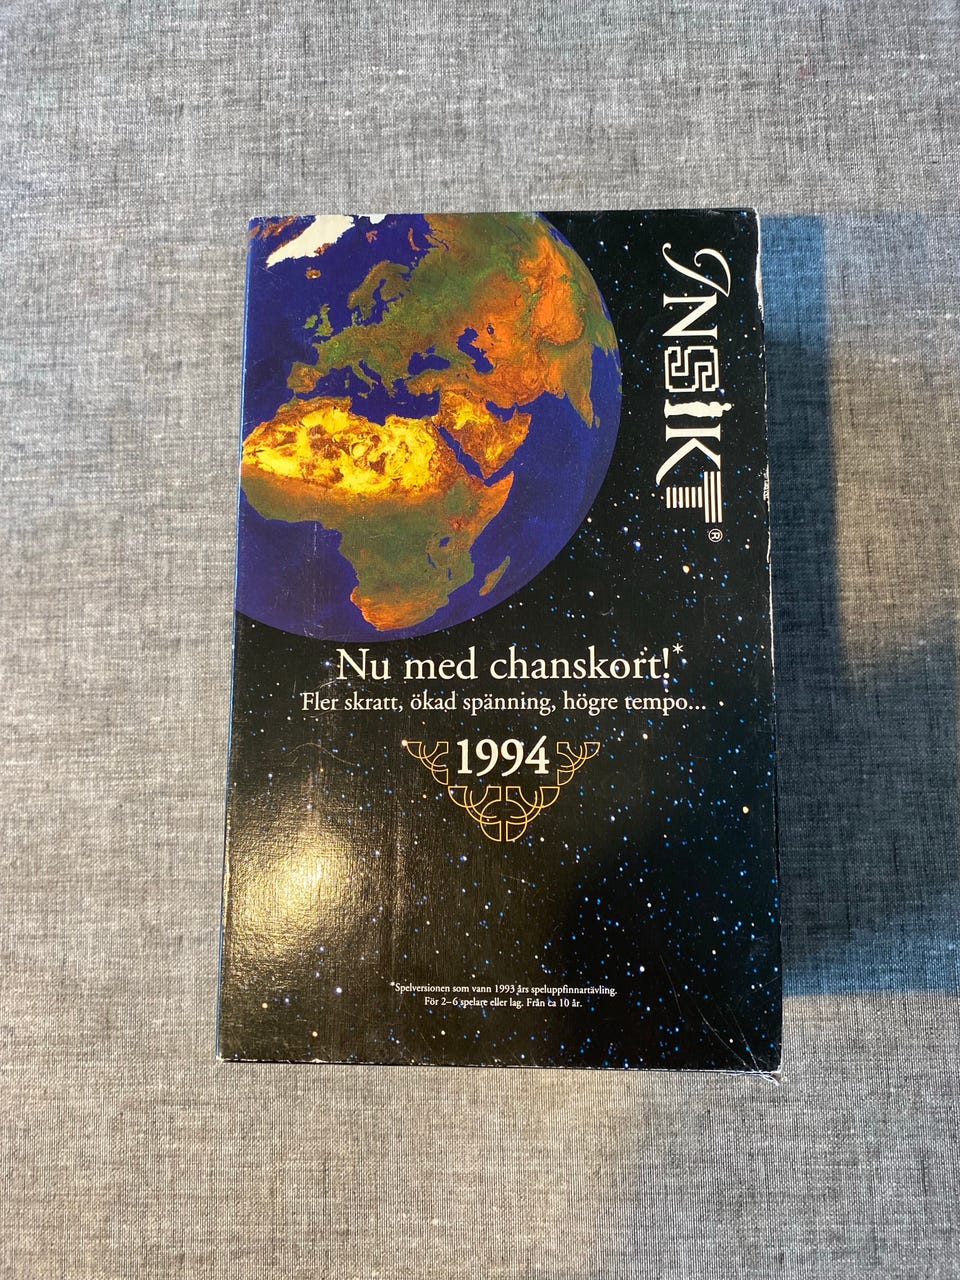 INSIKT®
Nu med chanskort!*
Fler skratt, ökad spänning, högre tempo...
1994
*Spelversionen som vann 1993 års speluppfinnartävling.
För 2–6 spelare eller lag. Från ca 10 år.